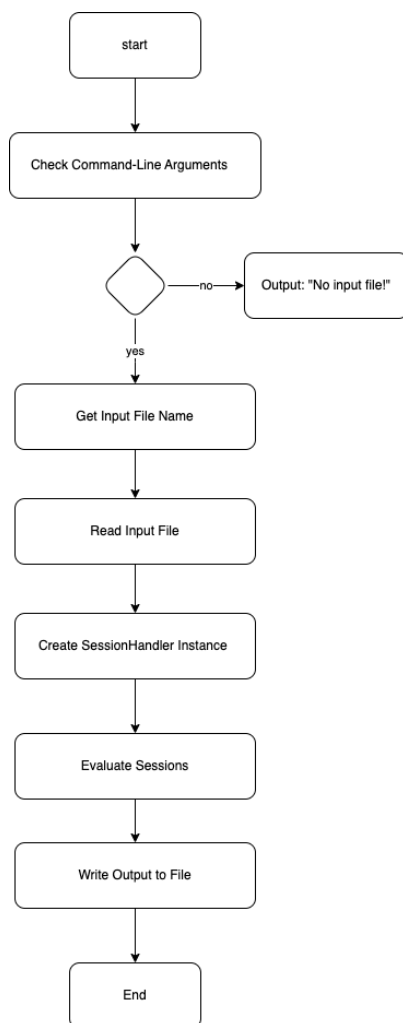 start
Check Command-Line Arguments
no
Output: "No input file!"
yes
Get Input File Name
Read Input File
Create SessionHandler Instance
Evaluate Sessions
Write Output to File
End